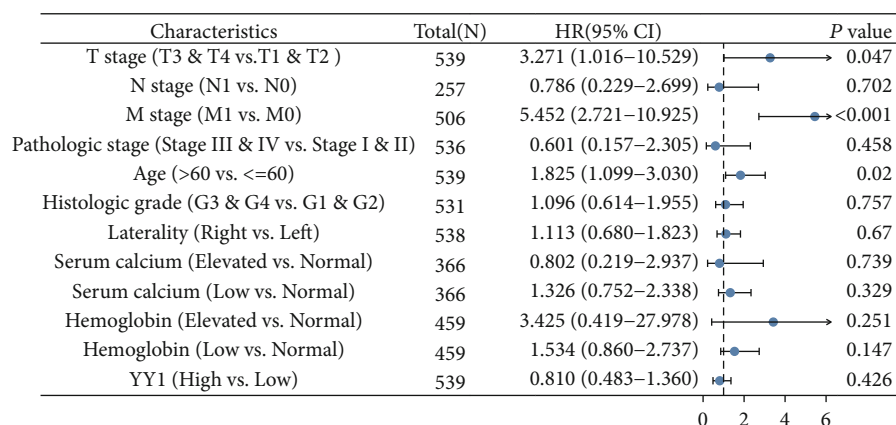 Characteristics Total(N) HR(95% CI) P value
T stage (T3 & T4 vs.T1 & T2 ) 539 3.271 (1.016−10.529) 0.047
N stage (N1 vs. N0) 257 0.786 (0.229−2.699) 0.702
M stage (M1 vs. M0) 506 5.452 (2.721−10.925) <0.001
Pathologic stage (Stage III & IV vs. Stage I & II) 536 0.601 (0.157−2.305) 0.458
Age (>60 vs. <=60) 539 1.825 (1.099−3.030) 0.02
Histologic grade (G3 & G4 vs. G1 & G2) 531 1.096 (0.614−1.955) 0.757
Laterality (Right vs. Left) 538 1.113 (0.680−1.823) 0.67
Serum calcium (Elevated vs. Normal) 366 0.802 (0.219−2.937) 0.739
Serum calcium (Low vs. Normal) 366 1.326 (0.752−2.338) 0.329
Hemoglobin (Elevated vs. Normal) 459 3.425 (0.419−27.978) 0.251
Hemoglobin (Low vs. Normal) 459 1.534 (0.860−2.737) 0.147
YY1 (High vs. Low) 539 0.810 (0.483−1.360) 0.426
0 2 4 6